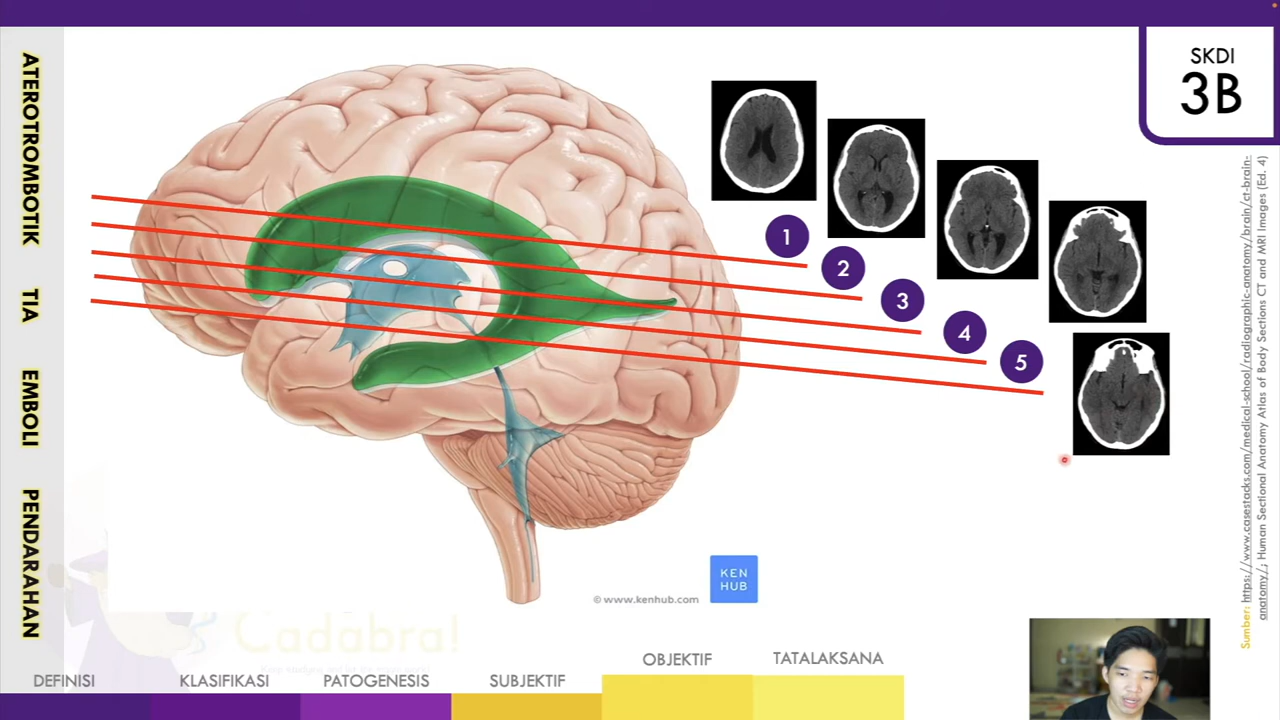 ATEROTROMBOTIK
TIA
EMBOLI
PENDARAHAN
SKDI
3B
1
2
3
4
5
Sumber: https://www.casestacks.com/medical-school/radiographic-anatomy/brain/ct-brain-
anatomy/; Human Sectional Anatomy Atlas of Body Sections CT and MRI Images (Ed. 4)
KEN
HUB
© www.kenhub.com
Cadabra!
DEFINISI
KLASIFIKASI
PATOGENESIS
SUBJEKTIF
OBJEKTIF
TATALAKSANA